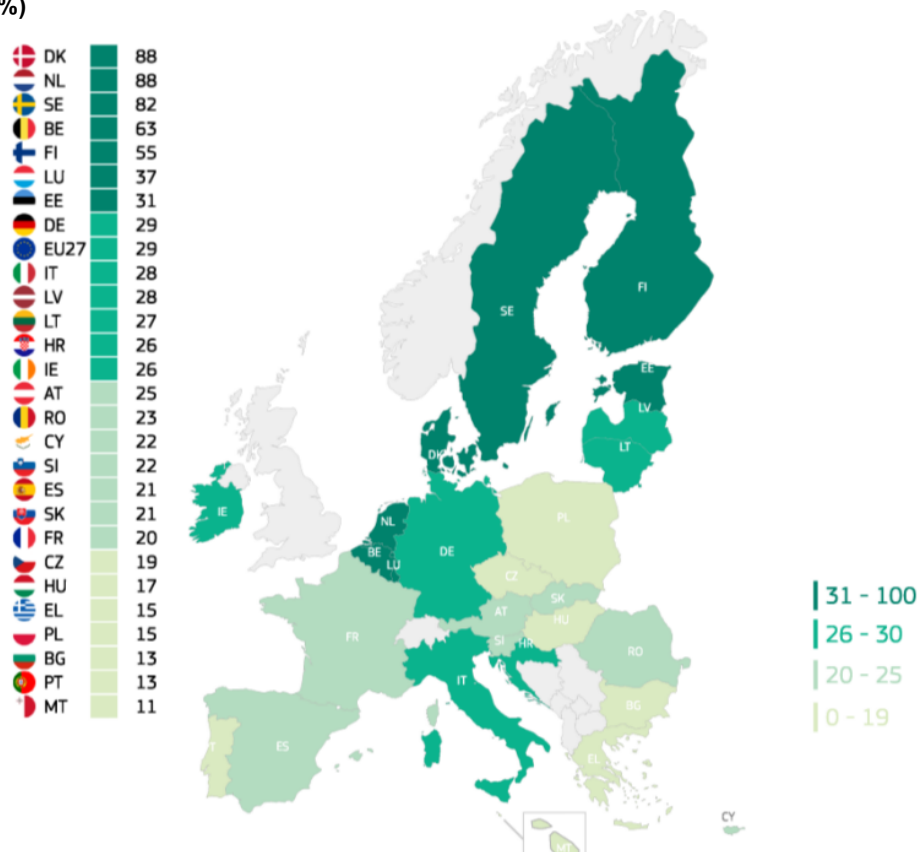 %)
DK 88
NL 88
SE 82
BE 63
FI 55
LU 37
EE 31
DE 29
EU27 29
IT 28
LV 28
LT 27
HR 26
IE 26
AT 25
RO 23
CY 22
SI 22
ES 21
SK 21
FR 20
CZ 19
HU 17
EL 15
PL 15
BG 13
PT 13
MT 11
FI
SE
EE
LV
LT
DK
IE
NL
PL
BE
DE
LU
CZ
SK
AT
HU
FR
SI
HR
RO
IT
BG
T
ES
EL
CY
MT
31 - 100
26 - 30
20 - 25
0 - 19